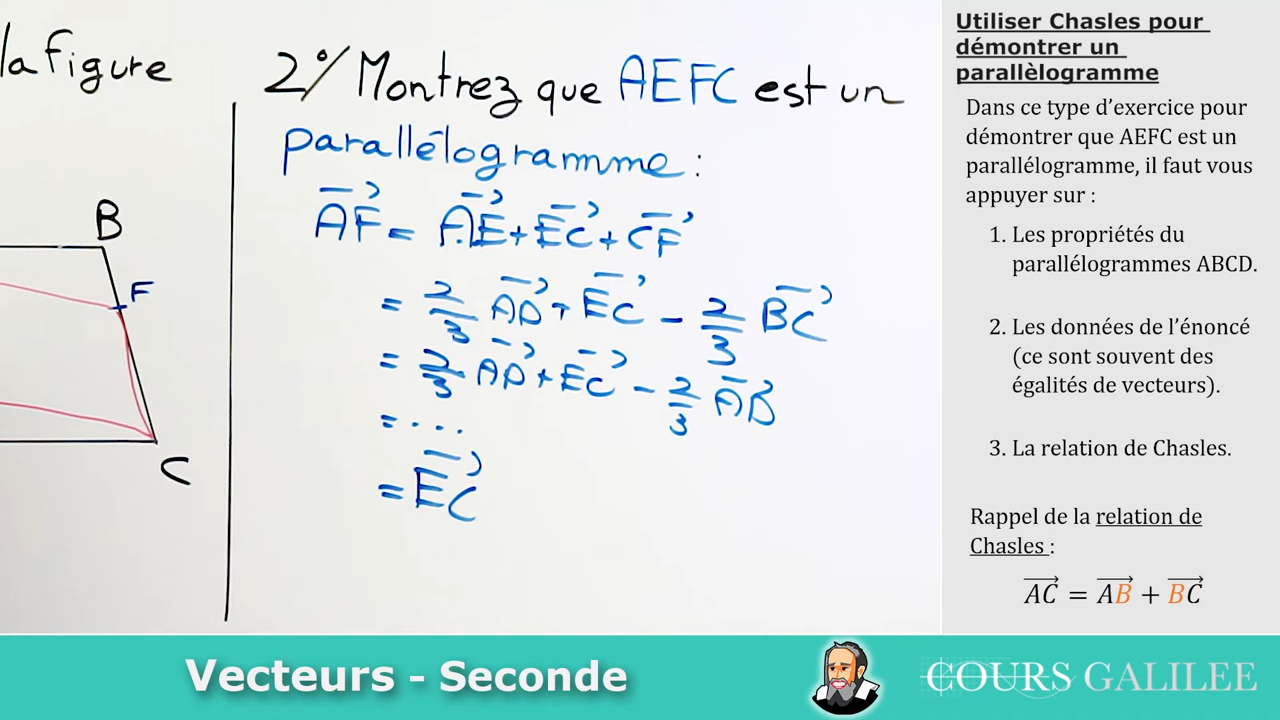 la figure
B
F
C
2°/ Montrez que AEFC est un
parallélogramme :
AF = AE + EC + CF
= 2/3 AD + EC - 2/3 BC
= 2/3 AD + EC - 2/3 AD
= ...
= EC
Utiliser Chasles pour
démontrer un
parallèlogramme
Dans ce type d'exercice pour
démontrer que AEFC est un
parallélogramme, il faut vous
appuyer sur :
1. Les propriétés du
parallélogrammes ABCD.
2. Les données de l'énoncé
(ce sont souvent des
égalités de vecteurs).
3. La relation de Chasles.
Rappel de la relation de
Chasles :
AC = AB + BC
Vecteurs - Seconde
COURS GALILEE